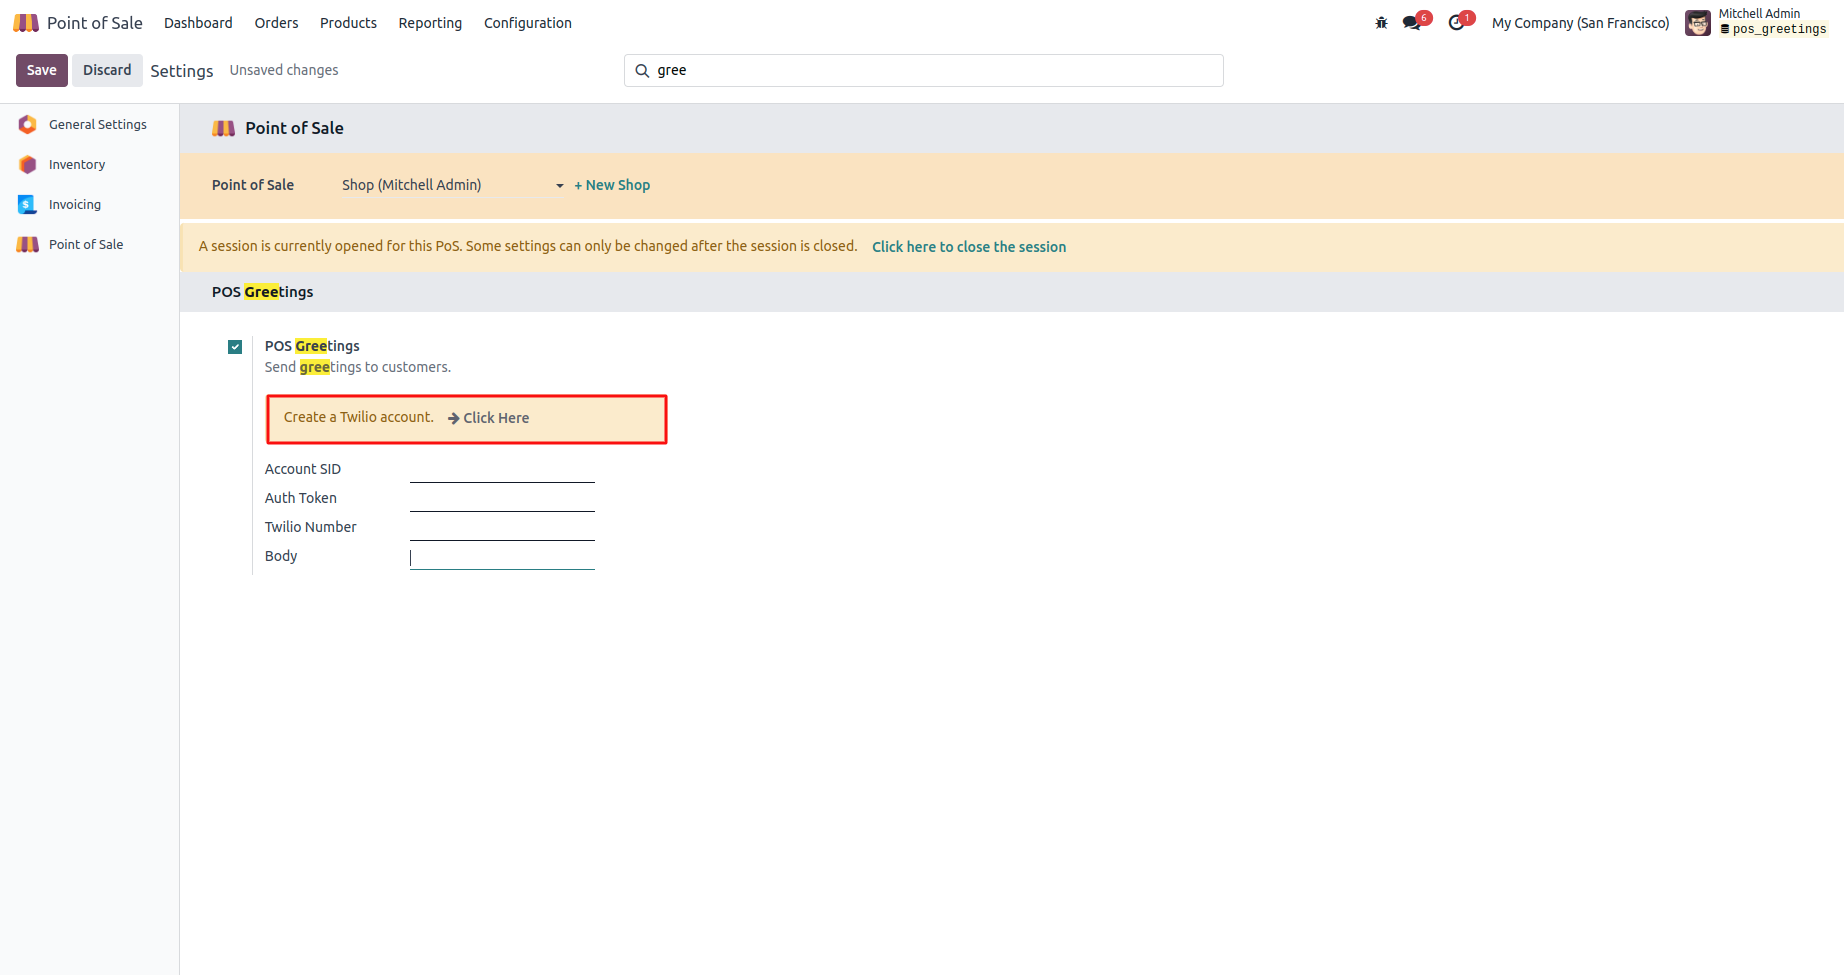 Point of Sale Dashboard Orders Products Reporting Configuration 6 1 My Company (San Francisco) Mitchell Admin
pos_greetings
Save Discard Settings Unsaved changes gree
General Settings
Inventory
Invoicing
Point of Sale
Point of Sale
Point of Sale Shop (Mitchell Admin) + New Shop
A session is currently opened for this PoS. Some settings can only be changed after the session is closed. Click here to close the session
POS Greetings
POS Greetings
Send greetings to customers.
Create a Twilio account. Click Here
Account SID
Auth Token
Twilio Number
Body